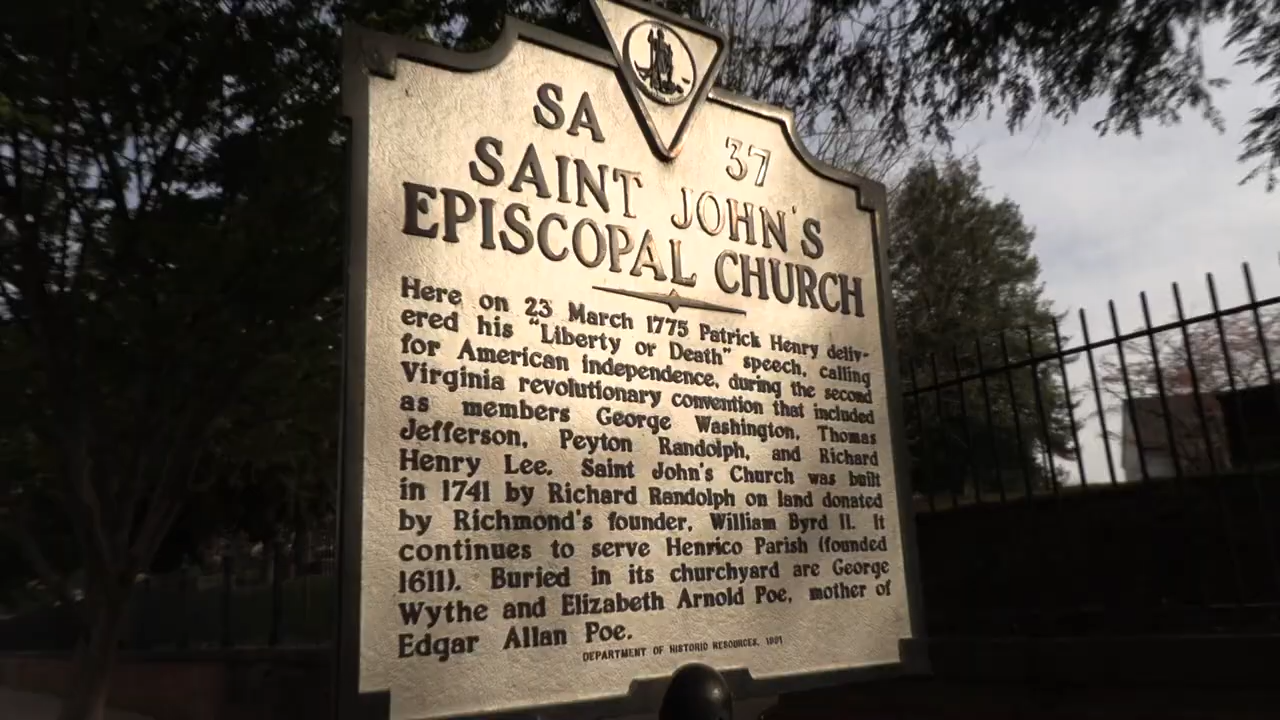 SA 37
SAINT JOHN'S
EPISCOPAL CHURCH
Here on 23 March 1775 Patrick Henry deliv-
ered his "Liberty or Death" speech, calling
for American independence, during the second
Virginia revolutionary convention that included
as members George Washington, Thomas
Jefferson, Peyton Randolph, and Richard
Henry Lee. Saint John's Church was built
in 1741 by Richard Randolph on land donated
by Richmond's founder, William Byrd II. It
continues to serve Henrico Parish (founded
1611). Buried in its churchyard are George
Wythe and Elizabeth Arnold Poe, mother of
Edgar Allan Poe.
DEPARTMENT OF HISTORIC RESOURCES, 1991